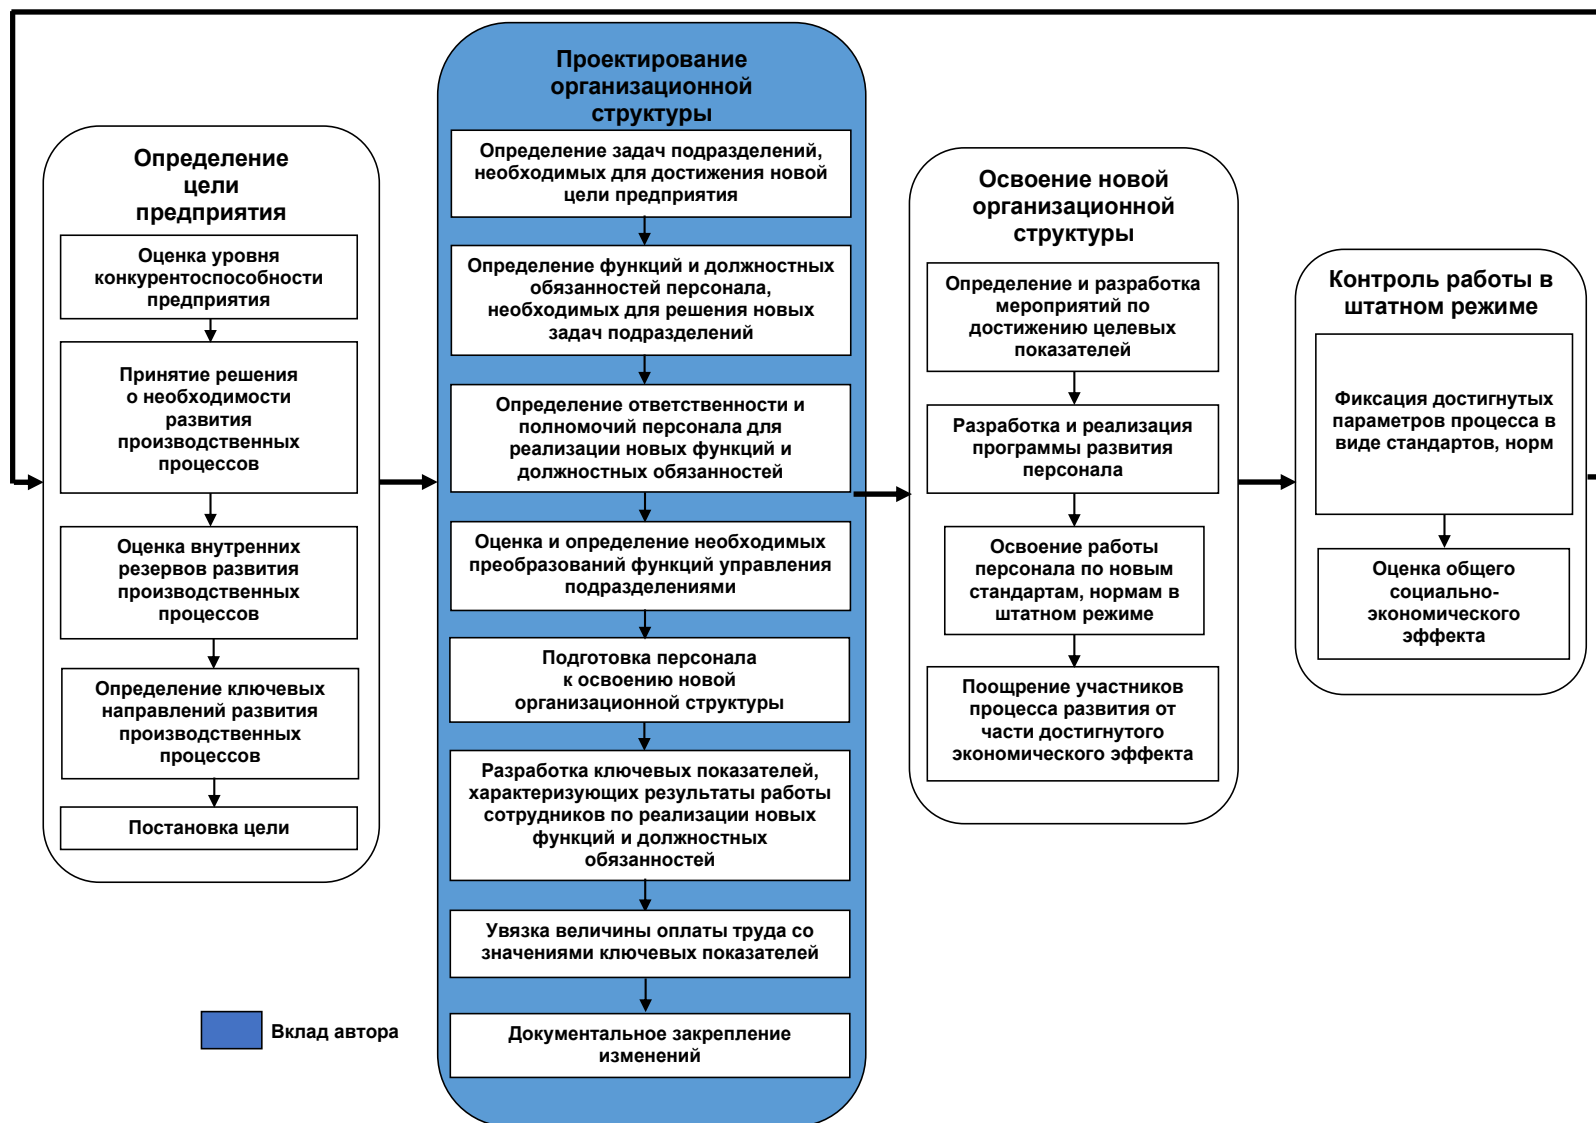 Определение
цели
предприятия
Оценка уровня
конкурентоспособности
предприятия
Принятие решения
о необходимости
развития
производственных
процессов
Оценка внутренних
резервов развития
производственных
процессов
Определение ключевых
направлений развития
производственных
процессов
Постановка цели
Проектирование
организационной
структуры
Определение задач подразделений,
необходимых для достижения новой
цели предприятия
Определение функций и должностных
обязанностей персонала,
необходимых для решения новых
задач подразделений
Определение ответственности и
полномочий персонала для
реализации новых функций и
должностных обязанностей
Оценка и определение необходимых
преобразований функций управления
подразделениями
Подготовка персонала
к освоению новой
организационной структуры
Разработка ключевых показателей,
характеризующих результаты работы
сотрудников по реализации новых
функций и должностных
обязанностей
Увязка величины оплаты труда со
значениями ключевых показателей
Документальное закрепление
изменений
Освоение новой
организационной
структуры
Определение и разработка
мероприятий по
достижению целевых
показателей
Разработка и реализация
программы развития
персонала
Освоение работы
персонала по новым
стандартам, нормам в
штатном режиме
Поощрение участников
процесса развития от
части достигнутого
экономического эффекта
Контроль работы в
штатном режиме
Фиксация достигнутых
параметров процесса в
виде стандартов, норм
Оценка общего
социально-
экономического
эффекта
Вклад автора